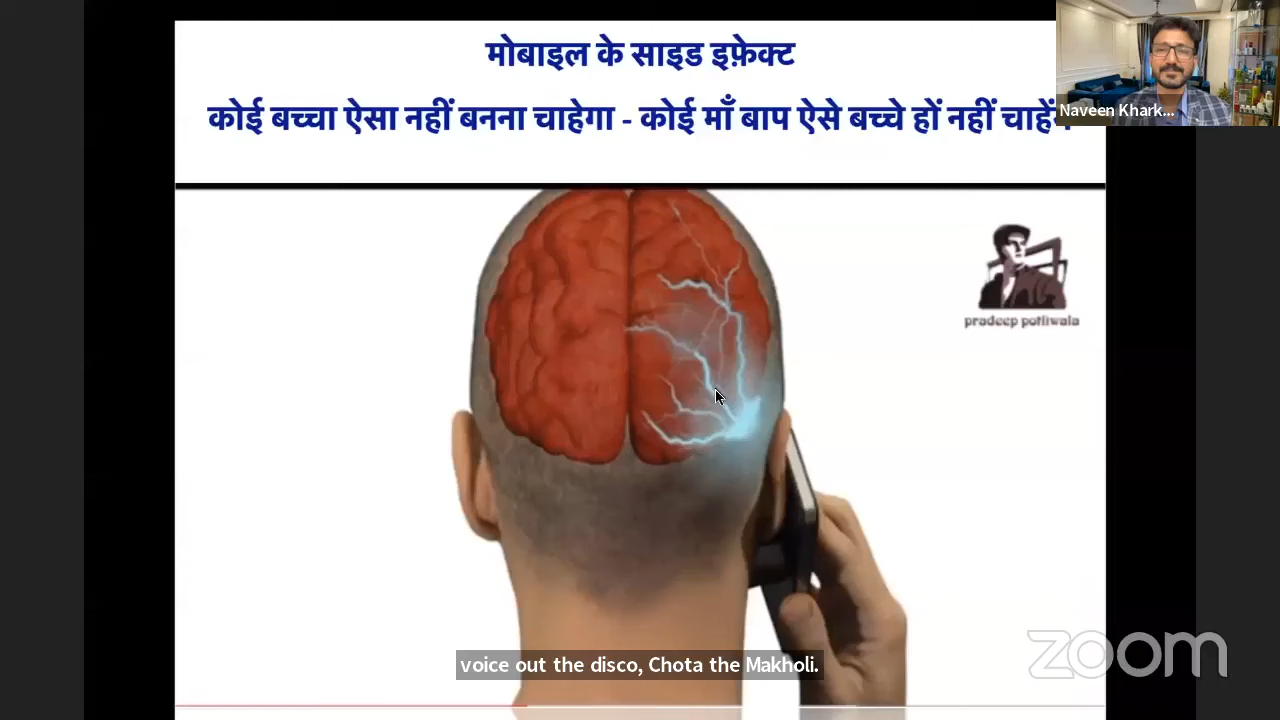 मोबाइल के साइड इफ़ेक्ट
कोई बच्चा ऐसा नहीं बनना चाहेगा - कोई माँ बाप ऐसे बच्चे हों नहीं
Naveen Khark...
pradeep potliwala
voice out the disco, Chota the Makholi.
zoom